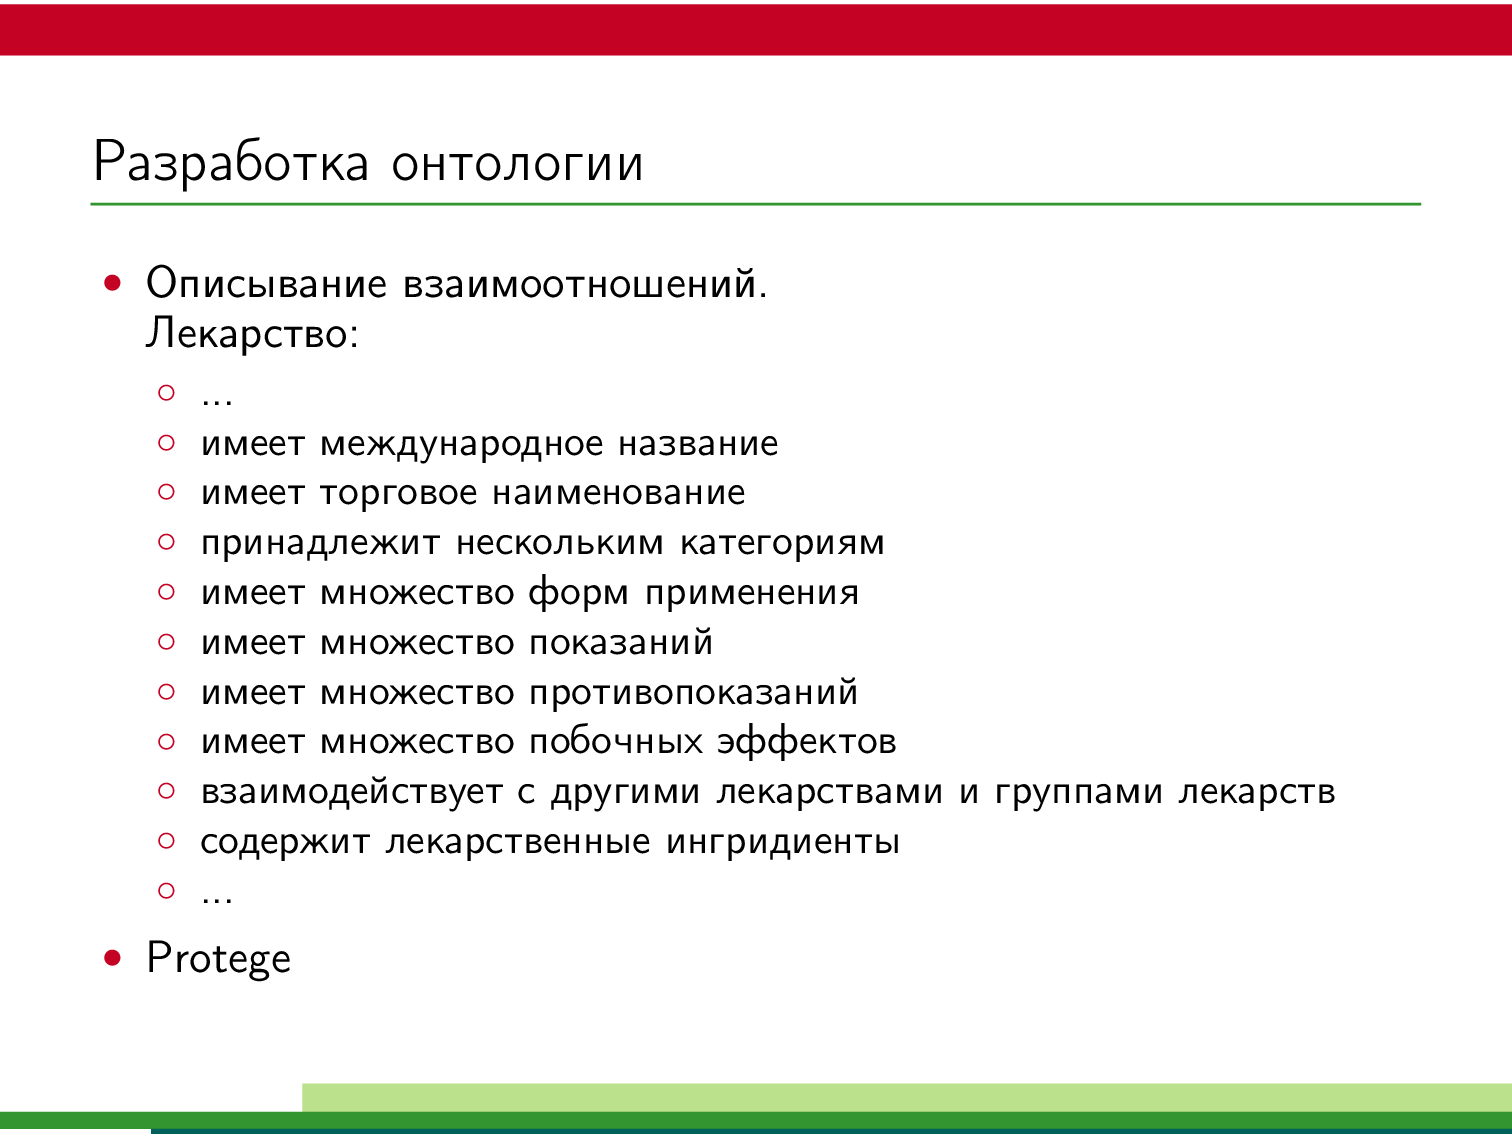 Разработка онтологии
• Описывание взаимоотношений.
Лекарство:
◦ ...
◦ имеет международное название
◦ имеет торговое наименование
◦ принадлежит нескольким категориям
◦ имеет множество форм применения
◦ имеет множество показаний
◦ имеет множество противопоказаний
◦ имеет множество побочных эффектов
◦ взаимодействует с другими лекарствами и группами лекарств
◦ содержит лекарственные ингридиенты
◦ ...
• Protege